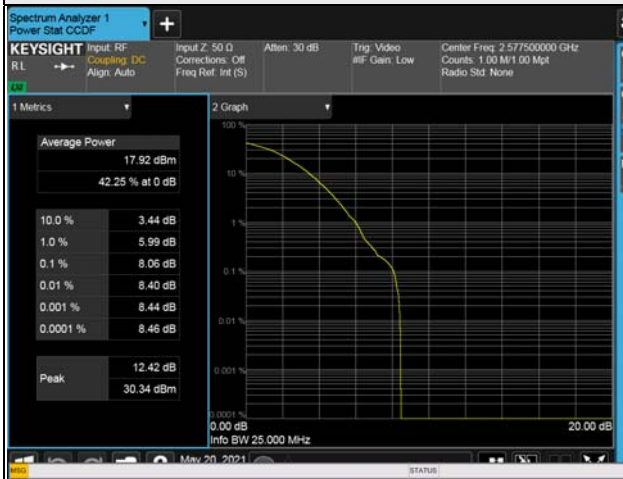 Spectrum Analyzer 1
Power Stat CCDF
KEYSIGHT
RL
Input: RF
Coupling: DC
Align: Auto
Input Z: 50 Ω
Corrections: Off
Freq Ref: Int (S)
Atten: 30 dB
Trig: Video
#IF Gain: Low
Center Freq: 2.577500000 GHz
Counts: 1.00 M/1.00 Mpt
Radio Std: None
1 Metrics
Average Power
17.92 dBm
42.25 % at 0 dB
10.0 % 3.44 dB
1.0 % 5.99 dB
0.1 % 8.06 dB
0.01 % 8.40 dB
0.001 % 8.44 dB
0.0001 % 8.46 dB
Peak
12.42 dB
30.34 dBm
2 Graph
100 %
10 %
1 %
0.1 %
0.01 %
0.001 %
0.0001 %
0.00 dB 20.00 dB
Info BW 25.000 MHz
May 20, 2021
MSG STATUS